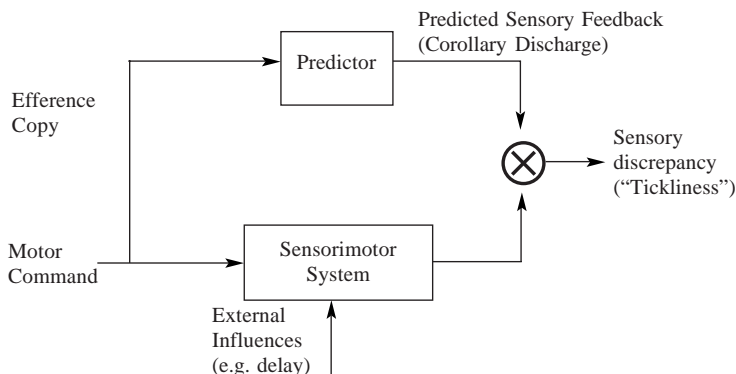 Predicted Sensory Feedback
(Corollary Discharge)
Predictor
Efference
Copy
Sensory
discrepancy
(“Tickliness”)
Motor
Command
Sensorimotor
System
External
Influences
(e.g. delay)